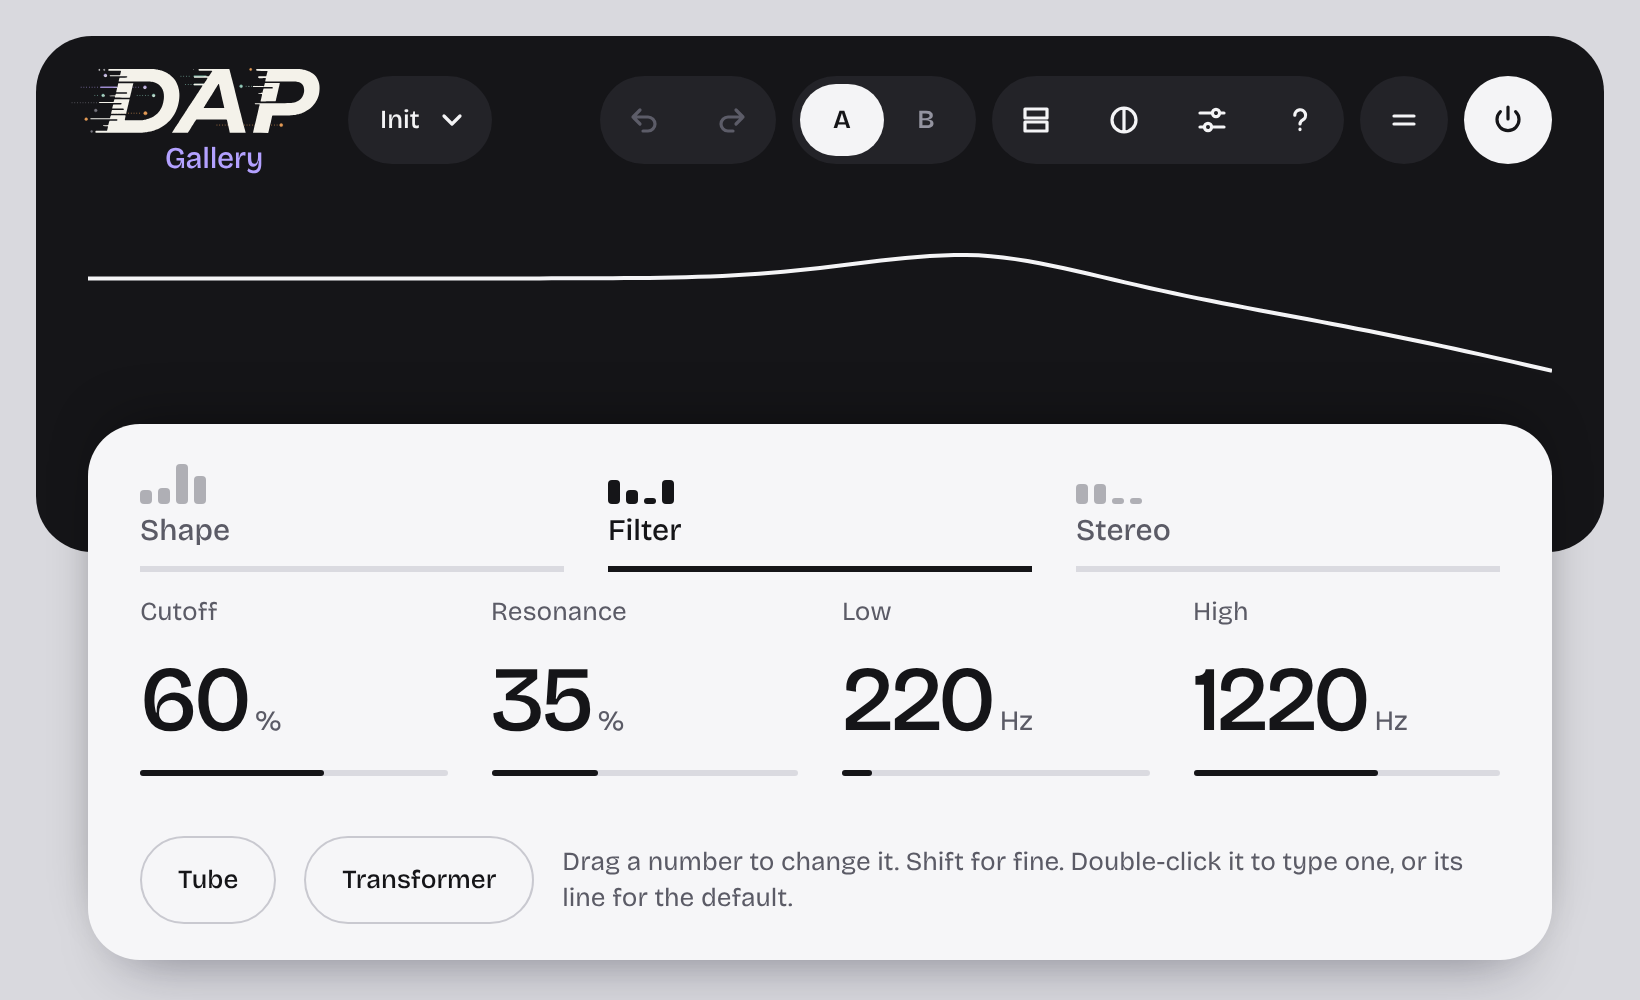 DAP
Gallery
Init
A
B
?
Shape
Filter
Stereo
Cutoff
Resonance
Low
High
60 %
35 %
220 Hz
1220 Hz
Tube
Transformer
Drag a number to change it. Shift for fine. Double-click it to type one, or its
line for the default.